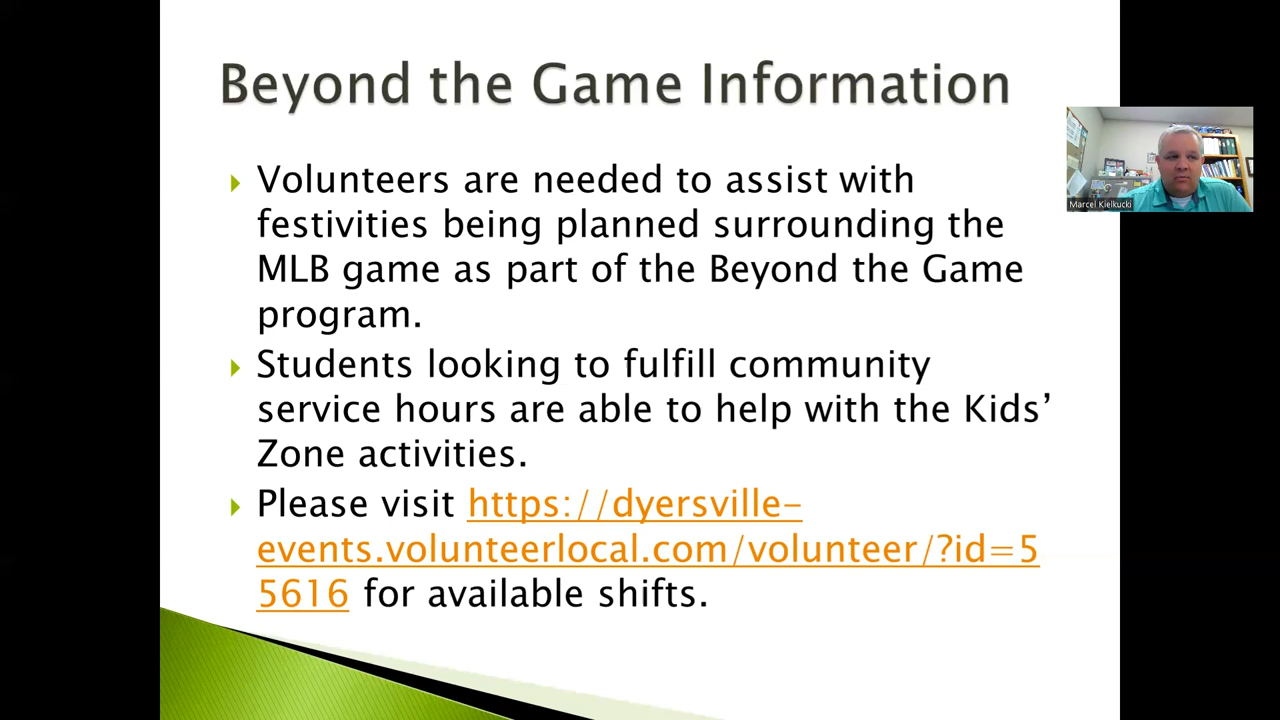 Beyond the Game Information
Volunteers are needed to assist with
festivities being planned surrounding the
MLB game as part of the Beyond the Game
program.
Students looking to fulfill community
service hours are able to help with the Kids’
Zone activities.
Please visit https://dyersville-
events.volunteerlocal.com/volunteer/?id=5
5616 for available shifts.
Marcel Kielkucki